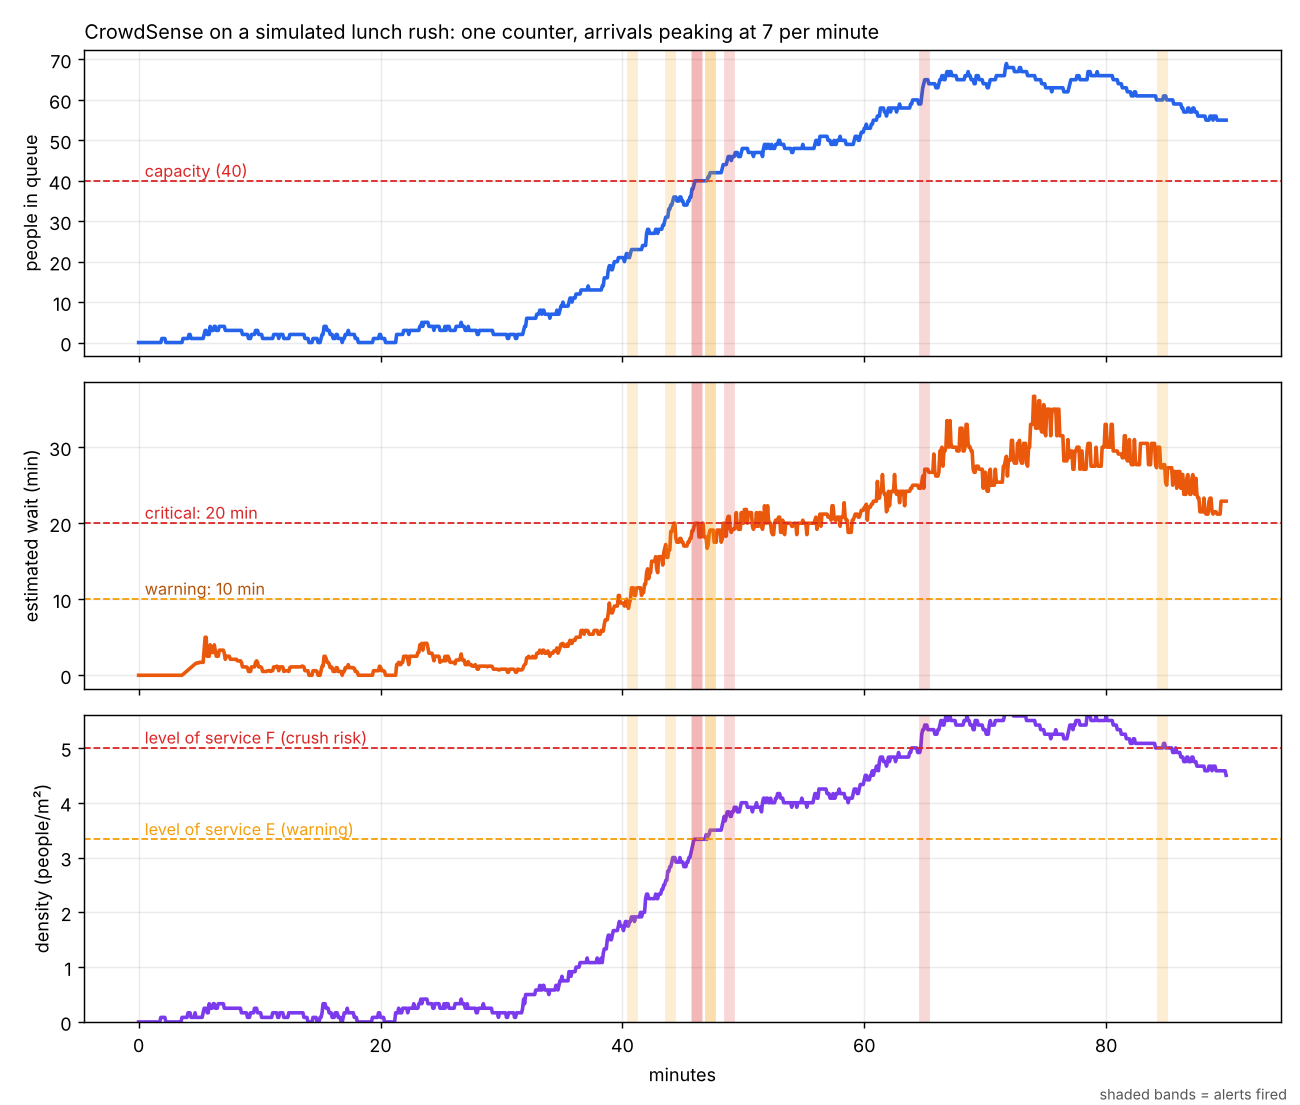 CrowdSense on a simulated lunch rush: one counter, arrivals peaking at 7 per minute
people in queue
70
60
50
40
30
20
10
0
capacity (40)
estimated wait (min)
30
20
10
0
critical: 20 min
warning: 10 min
density (people/m²)
5
4
3
2
1
0
level of service F (crush risk)
level of service E (warning)
0
20
40
60
80
minutes
shaded bands = alerts fired